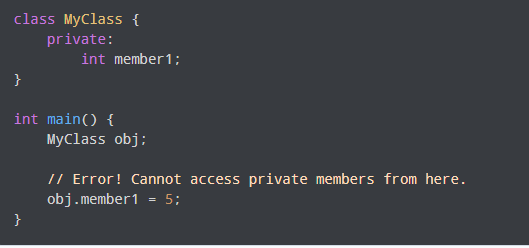 class MyClass {
    private:
        int member1;
}

int main() {
    MyClass obj;

    // Error! Cannot access private members from here.
    obj.member1 = 5;
}